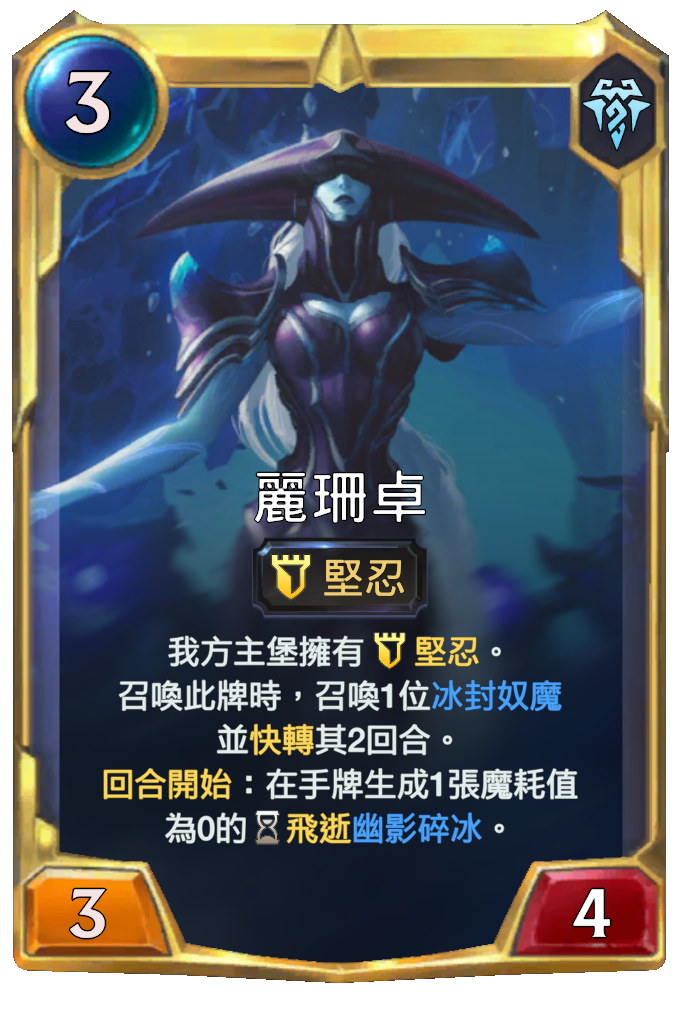 3
麗珊卓
堅忍
我方主堡擁有 堅忍。
召喚此牌時，召喚1位冰封奴魔
並快轉其2回合。
回合開始：在手牌生成1張魔耗值
為0的 飛逝幽影碎冰。
3
4